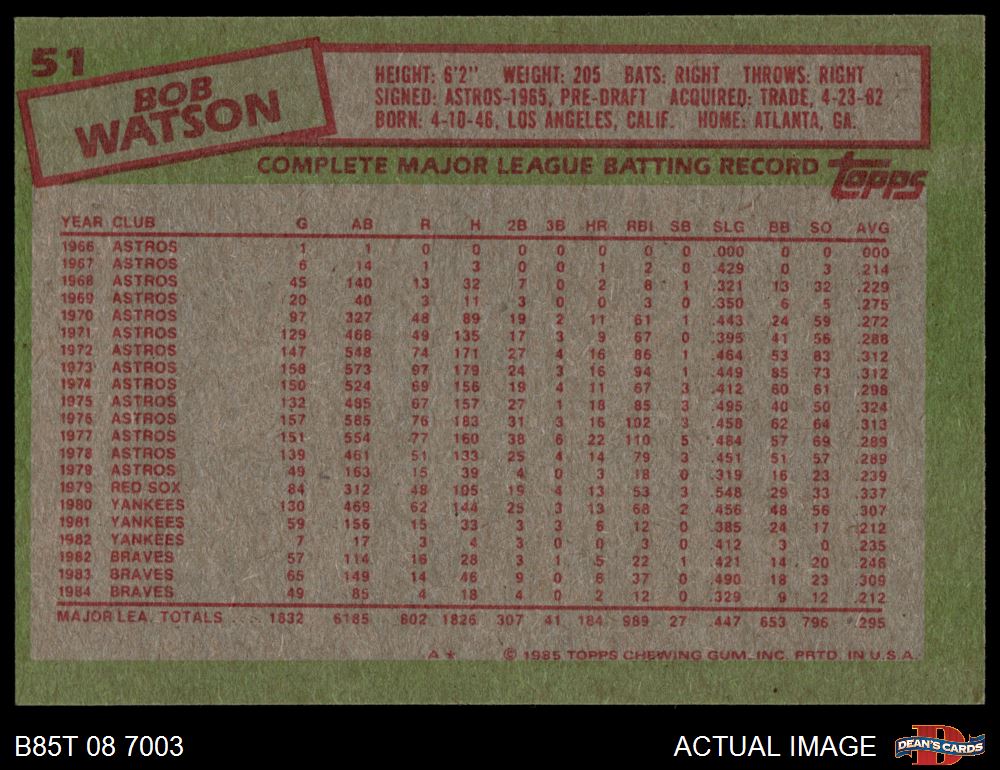 51
BOB
WATSON
HEIGHT: 6'2" WEIGHT: 205 BATS: RIGHT THROWS: RIGHT
SIGNED: ASTROS-1965, PRE-DRAFT ACQUIRED: TRADE, 4-23-82
BORN: 4-10-46, LOS ANGELES, CALIF. HOME: ATLANTA, GA.
COMPLETE MAJOR LEAGUE BATTING RECORD topps
YEAR CLUB G AB R H 2B 3B HR RBI SB SLG BB SO AVG
1966 ASTROS 1 1 0 0 0 0 0 0 0 .000 0 0 .000
1967 ASTROS 6 14 1 3 0 0 1 2 0 .429 0 3 .214
1968 ASTROS 45 140 13 32 7 0 2 8 1 .321 13 32 .229
1969 ASTROS 20 40 3 11 3 0 0 3 0 .350 6 5 .275
1970 ASTROS 97 327 48 89 19 2 11 61 1 .443 24 59 .272
1971 ASTROS 129 468 49 135 17 3 9 67 0 .395 41 56 .288
1972 ASTROS 147 548 74 171 27 4 16 86 1 .464 53 83 .312
1973 ASTROS 158 573 97 179 24 3 16 94 1 .449 85 73 .312
1974 ASTROS 150 524 69 156 19 4 11 67 3 .412 60 61 .298
1975 ASTROS 132 485 67 157 27 1 18 85 3 .495 40 50 .324
1976 ASTROS 157 585 76 183 31 3 16 102 3 .458 62 64 .313
1977 ASTROS 151 554 77 160 38 6 22 110 5 .484 57 69 .289
1978 ASTROS 139 461 51 133 25 4 14 79 3 .451 51 57 .289
1979 ASTROS 49 163 15 39 4 0 3 18 0 .319 16 23 .239
1979 RED SOX 84 312 48 105 19 4 13 53 3 .548 29 33 .337
1980 YANKEES 130 469 62 144 25 3 13 68 2 .456 48 56 .307
1981 YANKEES 59 156 15 33 3 3 6 12 0 .385 24 17 .212
1982 YANKEES 7 17 3 4 3 0 0 3 0 .412 3 0 .235
1982 BRAVES 57 114 16 28 3 1 5 22 1 .421 14 20 .246
1983 BRAVES 65 149 14 46 9 0 6 37 0 .490 18 23 .309
1984 BRAVES 49 85 4 18 4 0 2 12 0 .329 9 12 .212
MAJOR LEA. TOTALS .... 1832 6185 802 1826 307 41 184 989 27 .447 653 796 .295
A* © 1985 TOPPS CHEWING GUM, INC. PRTD. IN U.S.A.
B85T 08 7003 ACTUAL IMAGE DEAN'S CARDS